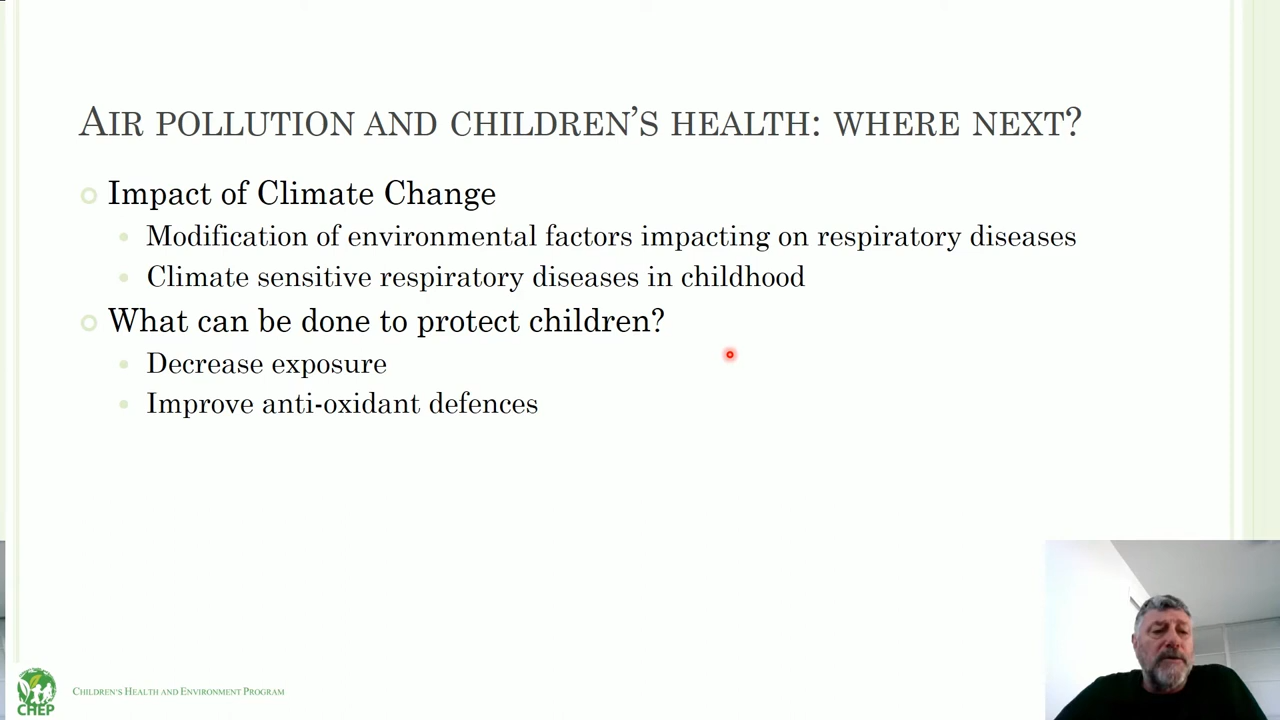 AIR POLLUTION AND CHILDREN'S HEALTH: WHERE NEXT?
Impact of Climate Change
Modification of environmental factors impacting on respiratory diseases
Climate sensitive respiratory diseases in childhood
What can be done to protect children?
Decrease exposure
Improve anti-oxidant defences
CHILDREN'S HEALTH AND ENVIRONMENT PROGRAM
CHEP